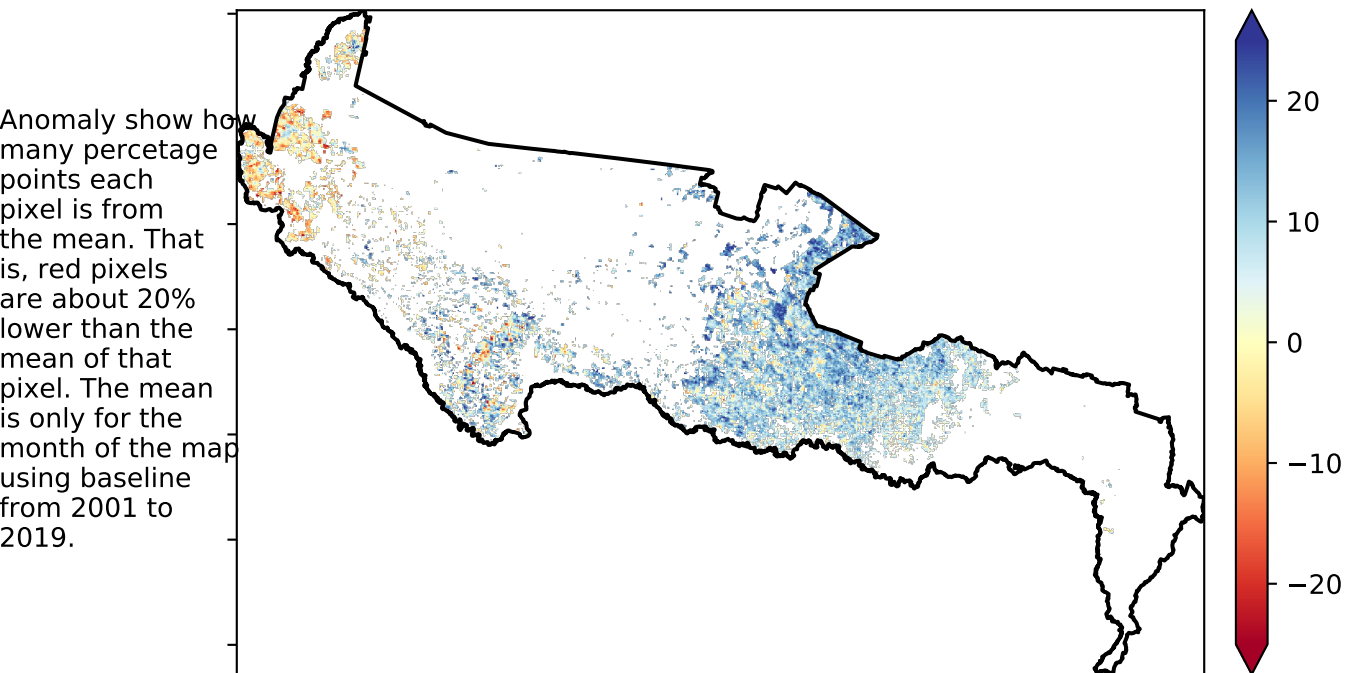 Anomaly show how
many percetage
points each
pixel is from
the mean. That
is, red pixels
are about 20%
lower than the
mean of that
pixel. The mean
is only for the
month of the map
using baseline
from 2001 to
2019.
20
10
0
−10
−20